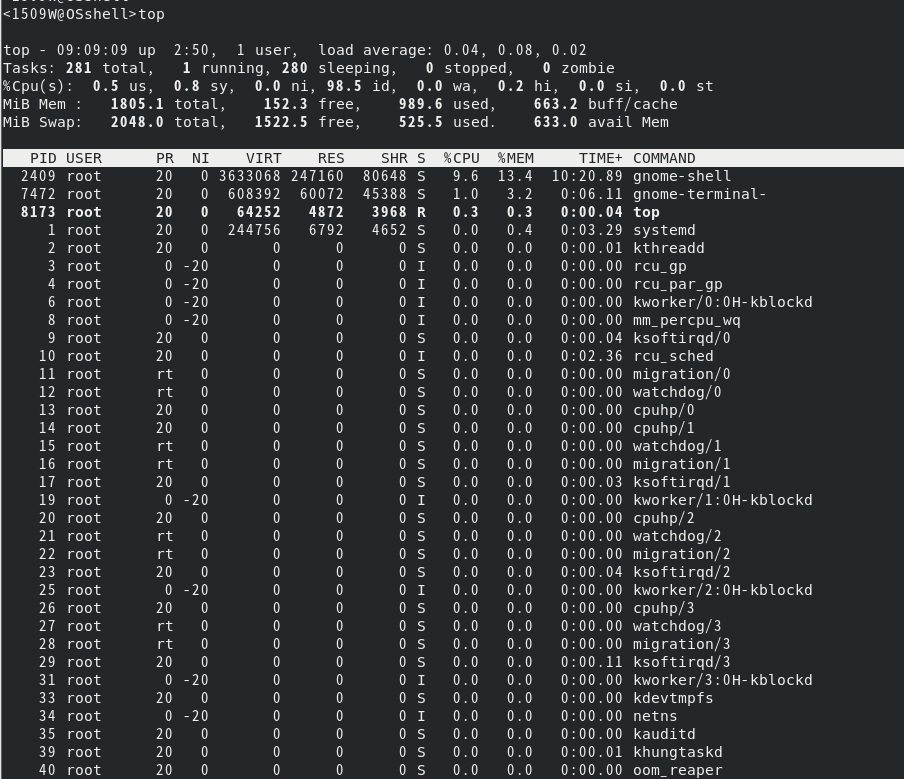 <1509W@OSshell>top
top - 09:09:09 up  2:50,  1 user,  load average: 0.04, 0.08, 0.02
Tasks: 281 total,   1 running, 280 sleeping,   0 stopped,   0 zombie
%Cpu(s):  0.5 us,  0.8 sy,  0.0 ni, 98.5 id,  0.0 wa,  0.2 hi,  0.0 si,  0.0 st
MiB Mem :   1805.1 total,    152.3 free,    989.6 used,    663.2 buff/cache
MiB Swap:   2048.0 total,   1522.5 free,    525.5 used.    633.0 avail Mem
PID USER      PR  NI    VIRT    RES    SHR S  %CPU  %MEM     TIME+ COMMAND
2409 root      20   0 3633068 247160  80648 S   9.6  13.4  10:20.89 gnome-shell
7472 root      20   0  608392  60072  45388 S   1.0   3.2   0:06.11 gnome-terminal-
8173 root      20   0   64252   4872   3968 R   0.3   0.3   0:00.04 top
1 root      20   0  244756   6792   4652 S   0.0   0.4   0:03.29 systemd
2 root      20   0       0      0      0 S   0.0   0.0   0:00.01 kthreadd
3 root       0 -20       0      0      0 I   0.0   0.0   0:00.00 rcu_gp
4 root       0 -20       0      0      0 I   0.0   0.0   0:00.00 rcu_par_gp
6 root       0 -20       0      0      0 I   0.0   0.0   0:00.00 kworker/0:0H-kblockd
8 root       0 -20       0      0      0 I   0.0   0.0   0:00.00 mm_percpu_wq
9 root      20   0       0      0      0 S   0.0   0.0   0:00.04 ksoftirqd/0
10 root      20   0       0      0      0 I   0.0   0.0   0:02.36 rcu_sched
11 root      rt   0       0      0      0 S   0.0   0.0   0:00.00 migration/0
12 root      rt   0       0      0      0 S   0.0   0.0   0:00.00 watchdog/0
13 root      20   0       0      0      0 S   0.0   0.0   0:00.00 cpuhp/0
14 root      20   0       0      0      0 S   0.0   0.0   0:00.00 cpuhp/1
15 root      rt   0       0      0      0 S   0.0   0.0   0:00.00 watchdog/1
16 root      rt   0       0      0      0 S   0.0   0.0   0:00.00 migration/1
17 root      20   0       0      0      0 S   0.0   0.0   0:00.03 ksoftirqd/1
19 root       0 -20       0      0      0 I   0.0   0.0   0:00.00 kworker/1:0H-kblockd
20 root      20   0       0      0      0 S   0.0   0.0   0:00.00 cpuhp/2
21 root      rt   0       0      0      0 S   0.0   0.0   0:00.00 watchdog/2
22 root      rt   0       0      0      0 S   0.0   0.0   0:00.00 migration/2
23 root      20   0       0      0      0 S   0.0   0.0   0:00.04 ksoftirqd/2
25 root       0 -20       0      0      0 I   0.0   0.0   0:00.00 kworker/2:0H-kblockd
26 root      20   0       0      0      0 S   0.0   0.0   0:00.00 cpuhp/3
27 root      rt   0       0      0      0 S   0.0   0.0   0:00.00 watchdog/3
28 root      rt   0       0      0      0 S   0.0   0.0   0:00.00 migration/3
29 root      20   0       0      0      0 S   0.0   0.0   0:00.11 ksoftirqd/3
31 root       0 -20       0      0      0 I   0.0   0.0   0:00.00 kworker/3:0H-kblockd
33 root      20   0       0      0      0 S   0.0   0.0   0:00.00 kdevtmpfs
34 root       0 -20       0      0      0 I   0.0   0.0   0:00.00 netns
35 root      20   0       0      0      0 S   0.0   0.0   0:00.00 kauditd
39 root      20   0       0      0      0 S   0.0   0.0   0:00.01 khungtaskd
40 root      20   0       0      0      0 S   0.0   0.0   0:00.00 oom_reaper